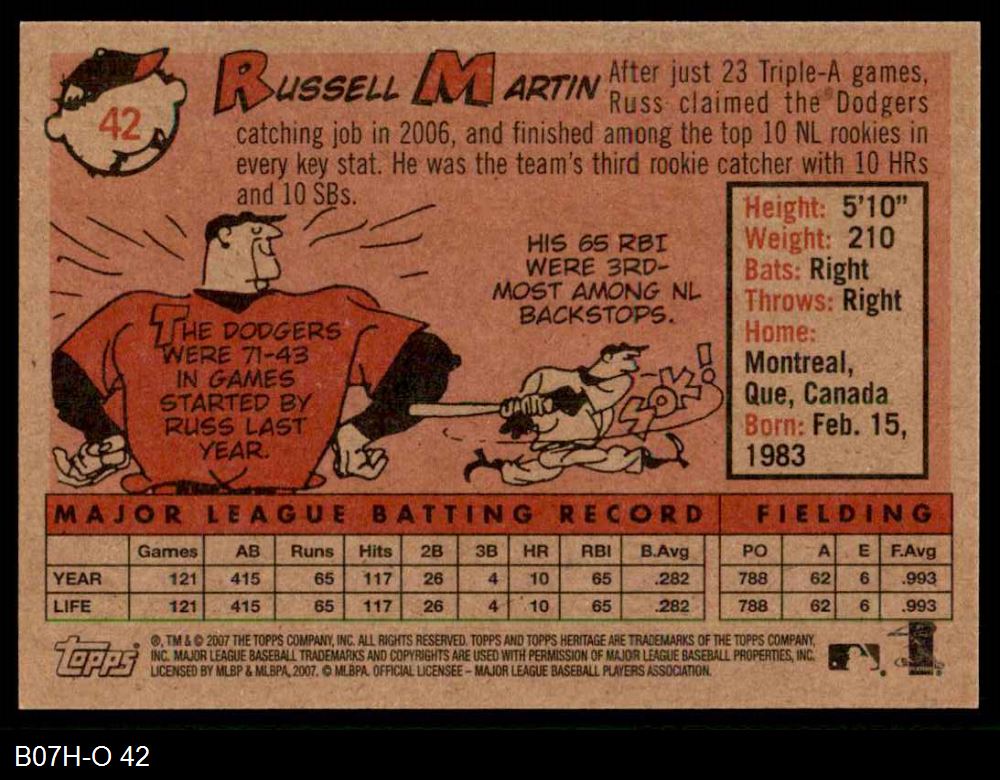 42
RUSSELL MARTIN
After just 23 Triple-A games,
Russ claimed the Dodgers
catching job in 2006, and finished among the top 10 NL rookies in
every key stat. He was the team's third rookie catcher with 10 HRs
and 10 SBs.
THE DODGERS
WERE 71-43
IN GAMES
STARTED BY
RUSS LAST
YEAR.
HIS 65 RBI
WERE 3RD-
MOST AMONG NL
BACKSTOPS.
POK!
Height: 5'10"
Weight: 210
Bats: Right
Throws: Right
Home:
Montreal,
Que, Canada
Born: Feb. 15,
1983
MAJOR LEAGUE BATTING RECORD FIELDING
Games AB Runs Hits 2B 3B HR RBI B.Avg PO A E F.Avg
YEAR 121 415 65 117 26 4 10 65 .282 788 62 6 .993
LIFE 121 415 65 117 26 4 10 65 .282 788 62 6 .993
Topps
®, TM & © 2007 THE TOPPS COMPANY, INC. ALL RIGHTS RESERVED. TOPPS AND TOPPS HERITAGE ARE TRADEMARKS OF THE TOPPS COMPANY,
INC. MAJOR LEAGUE BASEBALL TRADEMARKS AND COPYRIGHTS ARE USED WITH PERMISSION OF MAJOR LEAGUE BASEBALL PROPERTIES, INC.
LICENSED BY MLBP & MLBPA, 2007. © MLBPA. OFFICIAL LICENSEE – MAJOR LEAGUE BASEBALL PLAYERS ASSOCIATION.
B07H-O 42